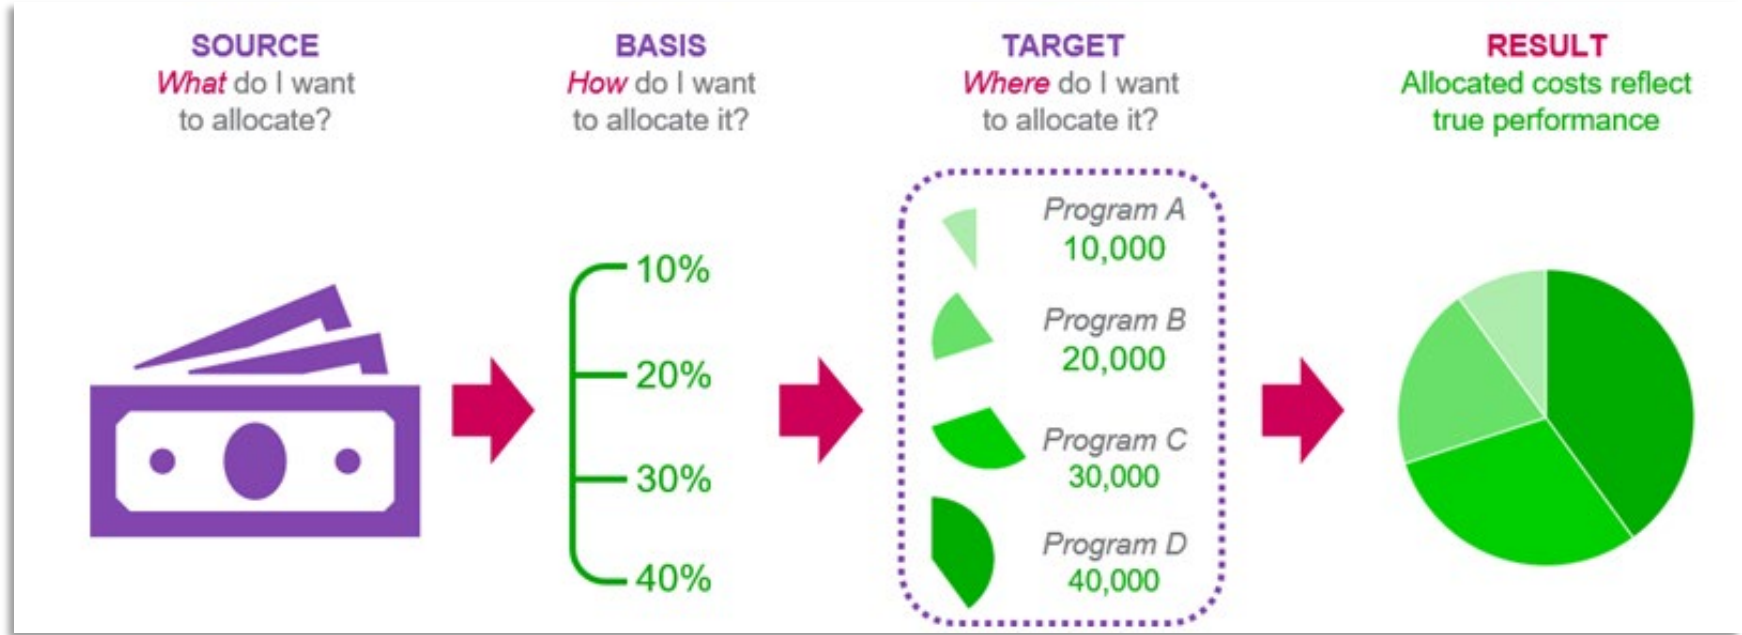 SOURCE
What do I want
to allocate?
BASIS
How do I want
to allocate it?
TARGET
Where do I want
to allocate it?
RESULT
Allocated costs reflect
true performance
10%
20%
30%
40%
Program A
10,000
Program B
20,000
Program C
30,000
Program D
40,000